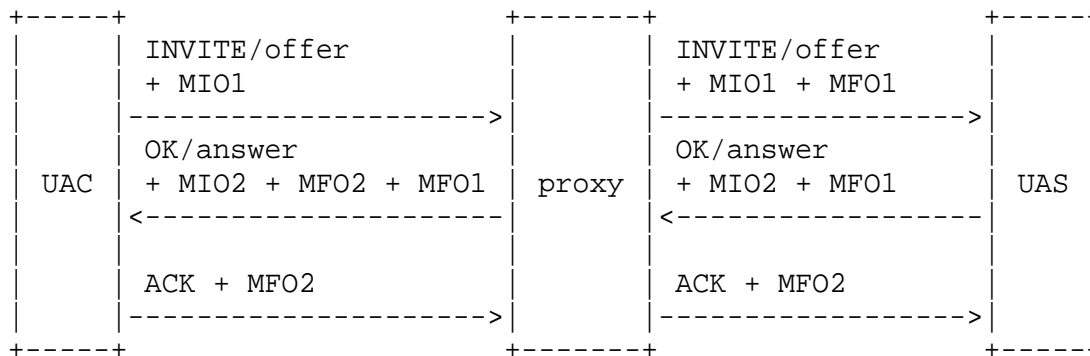 INVITE/offer INVITE/offer
+ MIO1 + MIO1 + MFO1
OK/answer OK/answer
UAC + MIO2 + MFO2 + MFO1 proxy + MIO2 + MFO1 UAS
ACK + MFO2 ACK + MFO2